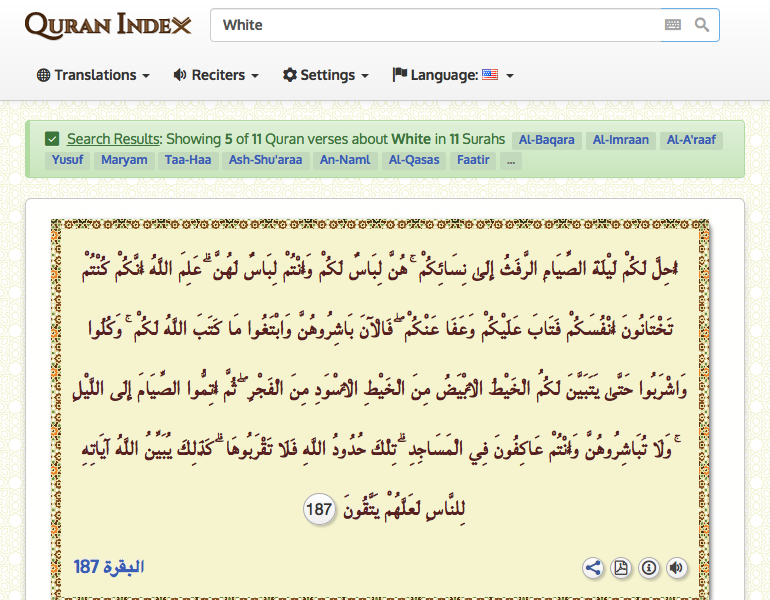 QURAN INDEX
White
Translations Reciters Settings Language:
Search Results: Showing 5 of 11 Quran verses about White in 11 Surahs Al-Baqara Al-Imraan Al-A'raaf
Yusuf Maryam Taa-Haa Ash-Shu'araa An-Naml Al-Qasas Faatir ...
أُحِلَّ لَكُمْ لَيْلَةَ الصِّيَامِ الرَّفَثُ إِلَىٰ نِسَائِكُمْ ۚ هُنَّ لِبَاسٌ لَكُمْ وَأَنْتُمْ لِبَاسٌ لَهُنَّ ۗ عَلِمَ اللَّهُ أَنَّكُمْ كُنْتُمْ
تَخْتَانُونَ أَنْفُسَكُمْ فَتَابَ عَلَيْكُمْ وَعَفَا عَنْكُمْ ۖ فَالْآنَ بَاشِرُوهُنَّ وَابْتَغُوا مَا كَتَبَ اللَّهُ لَكُمْ ۚ وَكُلُوا
وَاشْرَبُوا حَتَّىٰ يَتَبَيَّنَ لَكُمُ الْخَيْطُ الْأَبْيَضُ مِنَ الْخَيْطِ الْأَسْوَدِ مِنَ الْفَجْرِ ۖ ثُمَّ أَتِمُّوا الصِّيَامَ إِلَى اللَّيْلِ
ۚ وَلَا تُبَاشِرُوهُنَّ وَأَنْتُمْ عَاكِفُونَ فِي الْمَسَاجِدِ ۗ تِلْكَ حُدُودُ اللَّهِ فَلَا تَقْرَبُوهَا ۗ كَذَٰلِكَ يُبَيِّنُ اللَّهُ آيَاتِهِ
لِلنَّاسِ لَعَلَّهُمْ يَتَّقُونَ 187
البقرة 187